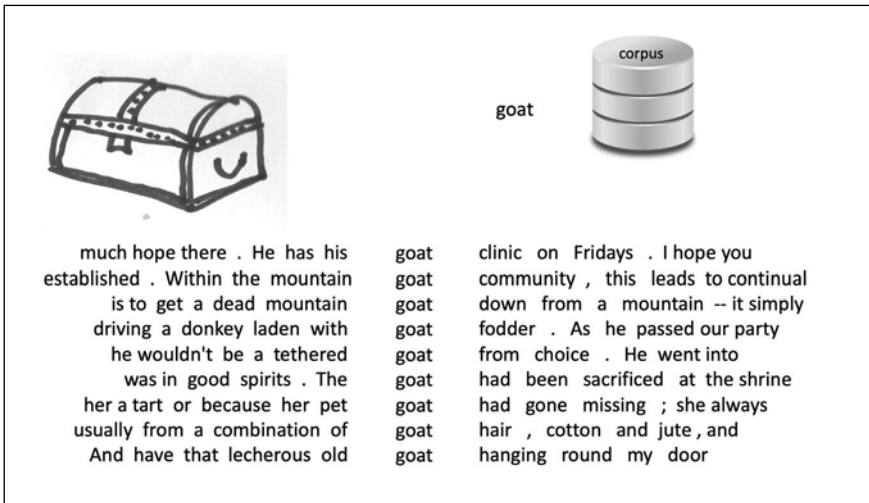 corpus
goat
much hope there . He has his goat clinic on Fridays . I hope you
established . Within the mountain goat community , this leads to continual
is to get a dead mountain goat down from a mountain -- it simply
driving a donkey laden with goat fodder . As he passed our party
he wouldn't be a tethered goat from choice . He went into
was in good spirits . The goat had been sacrificed at the shrine
her a tart or because her pet goat had gone missing ; she always
usually from a combination of goat hair , cotton and jute , and
And have that lecherous old goat hanging round my door